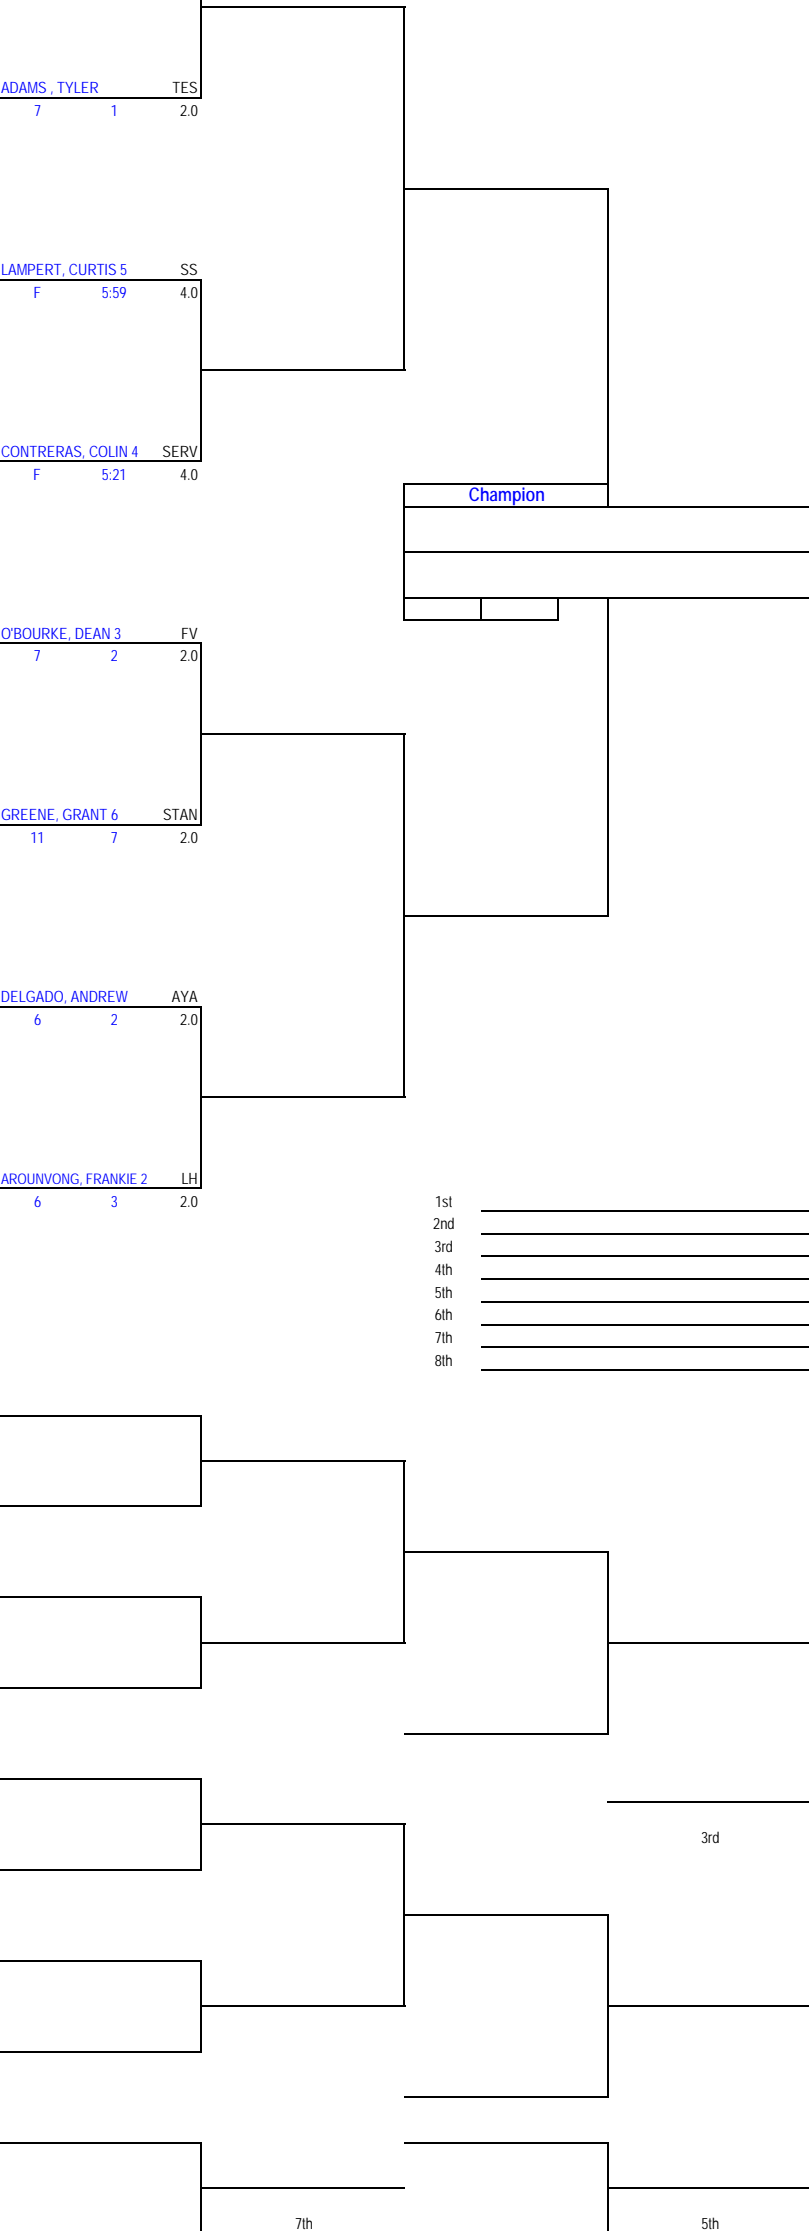 ADAMS , TYLER TES
7 1 2.0
LAMPERT, CURTIS 5 SS
F 5:59 4.0
CONTRERAS, COLIN 4 SERV
F 5:21 4.0
Champion
O'BOURKE, DEAN 3 FV
7 2 2.0
GREENE, GRANT 6 STAN
11 7 2.0
DELGADO, ANDREW AYA
6 2 2.0
AROUNVONG, FRANKIE 2 LH
6 3 2.0
1st
2nd
3rd
4th
5th
6th
7th
8th
3rd
7th 5th